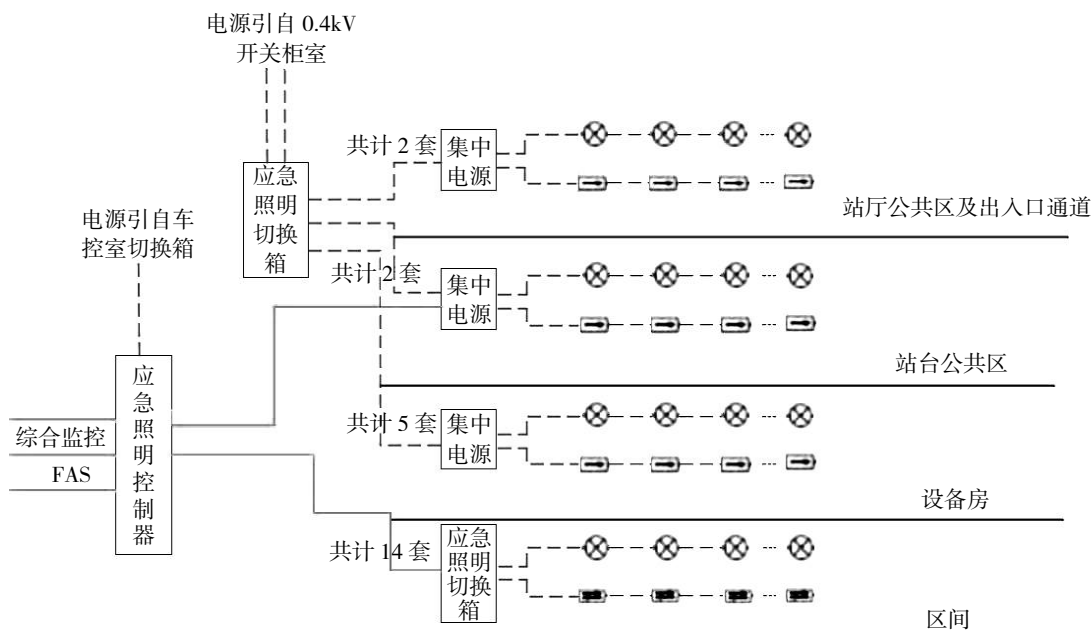 电源引自 0.4kV
开关柜室
共计 2 套
集中
电源
应急
照明
切换
箱
站厅公共区及出入口通道
电源引自车
控室切换箱
共计 2 套
集中
电源
站台公共区
应
急
照
明
控
制
器
综合监控
FAS
共计 5 套
集中
电源
设备房
共计 14 套
应急
照明
切换
箱
区间